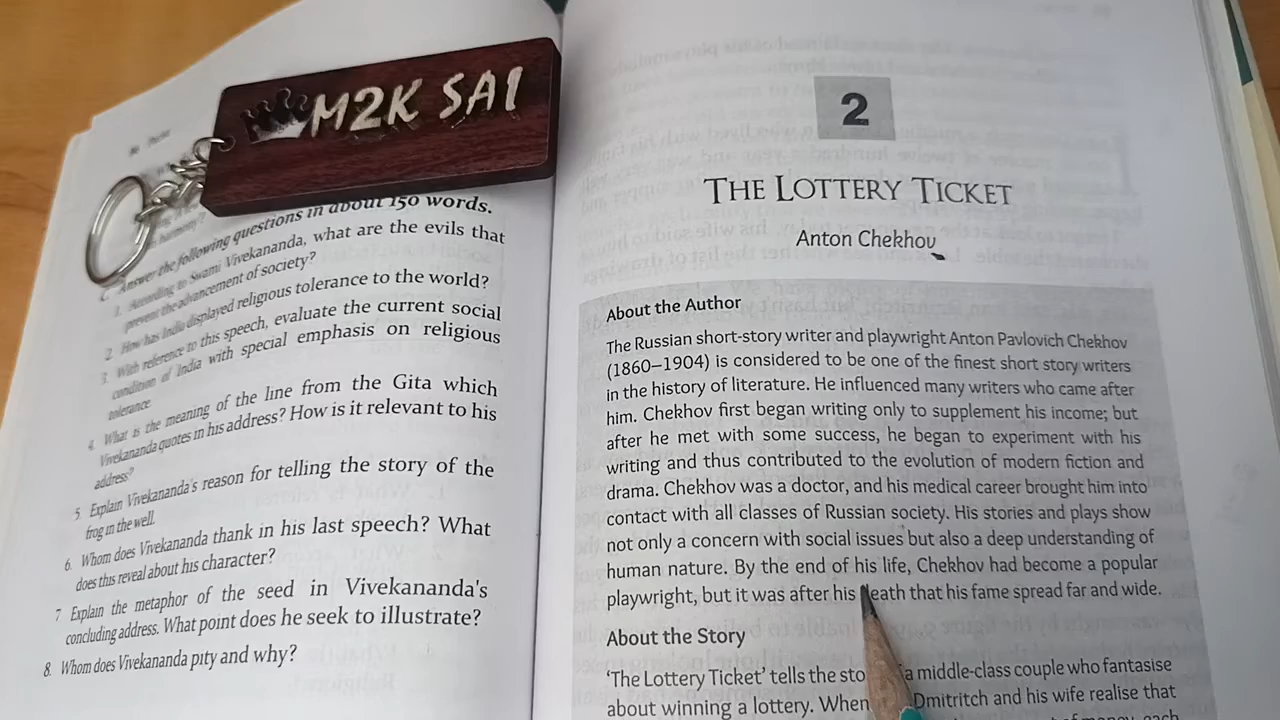 M2K SAI
C. Answer the following questions in about 150 words.
1. According to Swami Vivekananda, what are the evils that
prevent the advancement of society?
2. How has India displayed religious tolerance to the world?
3. With reference to this speech, evaluate the current social
condition of India with special emphasis on religious
tolerance.
4. What is the meaning of the line from the Gita which
Vivekananda quotes in his address? How is it relevant to his
address?
5. Explain Vivekananda's reason for telling the story of the
frog in the well.
6. Whom does Vivekananda thank in his last speech? What
does this reveal about his character?
7 Explain the metaphor of the seed in Vivekananda's
concluding address. What point does he seek to illustrate?
8. Whom does Vivekananda pity and why?
2
THE LOTTERY TICKET
Anton Chekhov
About the Author
The Russian short-story writer and playwright Anton Pavlovich Chekhov
(1860–1904) is considered to be one of the finest short story writers
in the history of literature. He influenced many writers who came after
him. Chekhov first began writing only to supplement his income; but
after he met with some success, he began to experiment with his
writing and thus contributed to the evolution of modern fiction and
drama. Chekhov was a doctor, and his medical career brought him into
contact with all classes of Russian society. His stories and plays show
not only a concern with social issues but also a deep understanding of
human nature. By the end of his life, Chekhov had become a popular
playwright, but it was after his death that his fame spread far and wide.
About the Story
'The Lottery Ticket' tells the sto a middle-class couple who fantasise
about winning a lottery. When Dmitritch and his wife realise that
of money, each